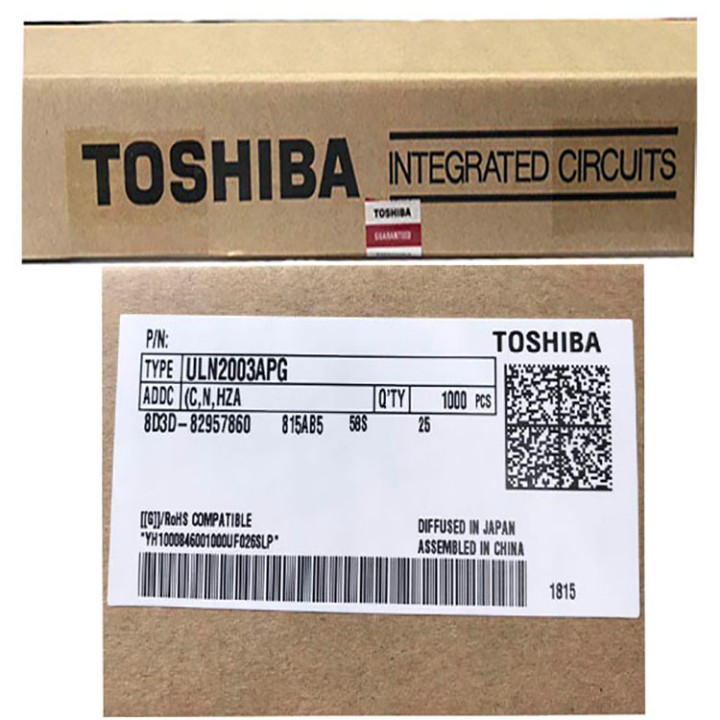 TOSHIBA INTEGRATED CIRCUITS
TOSHIBA
GUARANTEED
P/N:
TOSHIBA
TYPE ULN2003APG
ADDC (C,N,HZA Q'TY 1000 PCS
8D3D-82957860 815AB5 58S 25
[[G]]/RoHS COMPATIBLE
"YH1000846001000UF026SLP"
DIFFUSED IN JAPAN
ASSEMBLED IN CHINA
1815